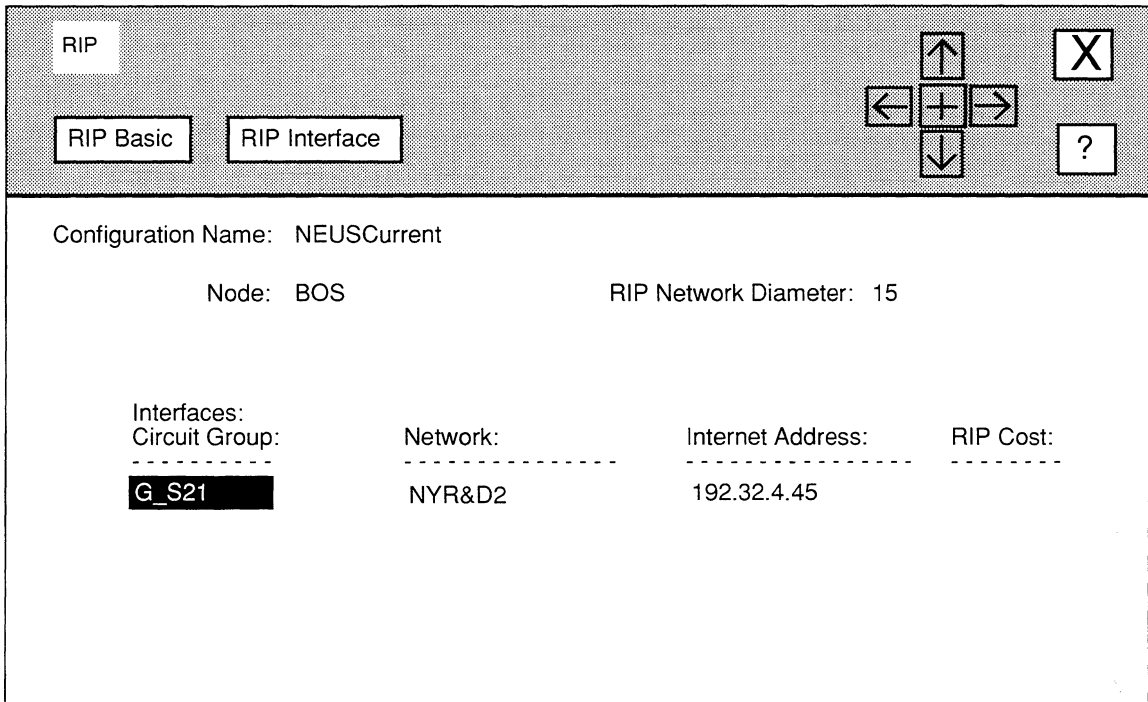 RIP
X
RIP Basic RIP Interface
+
?
Configuration Name: NEUSCurrent
Node: BOS RIP Network Diameter: 15
Interfaces:
Circuit Group: Network: Internet Address: RIP Cost:
G_S21 NYR&D2 192.32.4.45